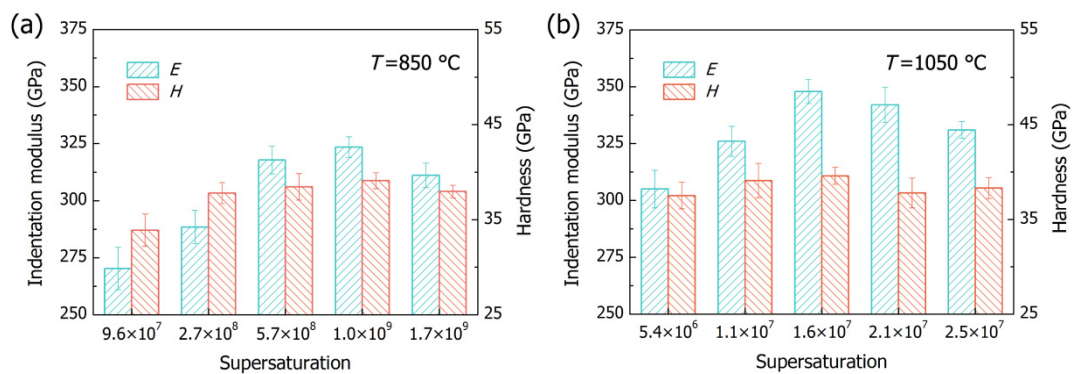 (a)
375
350
325
300
275
250
Indentation modulus (GPa)
E
H
T=850 °C
55
45
35
25
Hardness (GPa)
9.6×10⁷ 2.7×10⁸ 5.7×10⁸ 1.0×10⁹ 1.7×10⁹
Supersaturation
(b)
375
350
325
300
275
250
Indentation modulus (GPa)
E
H
T=1050 °C
55
45
35
25
Hardness (GPa)
5.4×10⁶ 1.1×10⁷ 1.6×10⁷ 2.1×10⁷ 2.5×10⁷
Supersaturation